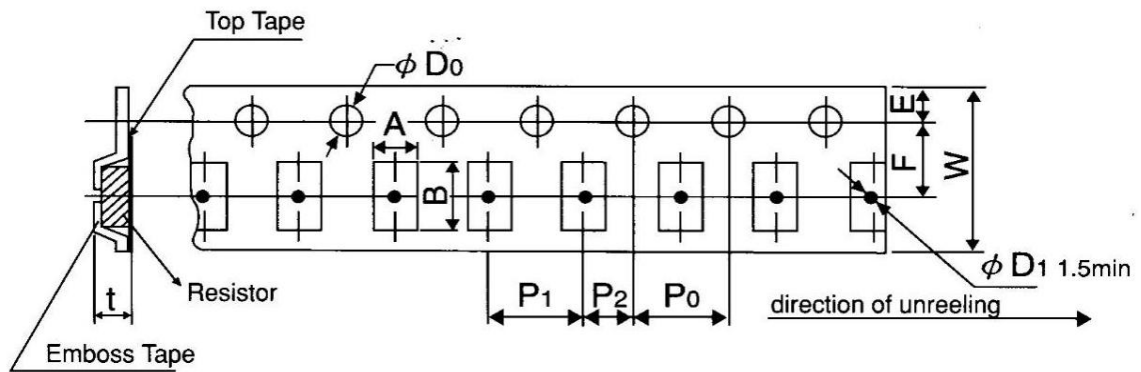 Top Tape
φ D0
A
B
E
F
W
t
Resistor
P1
P2
P0
φ D1 1.5min
direction of unreeling
Emboss Tape